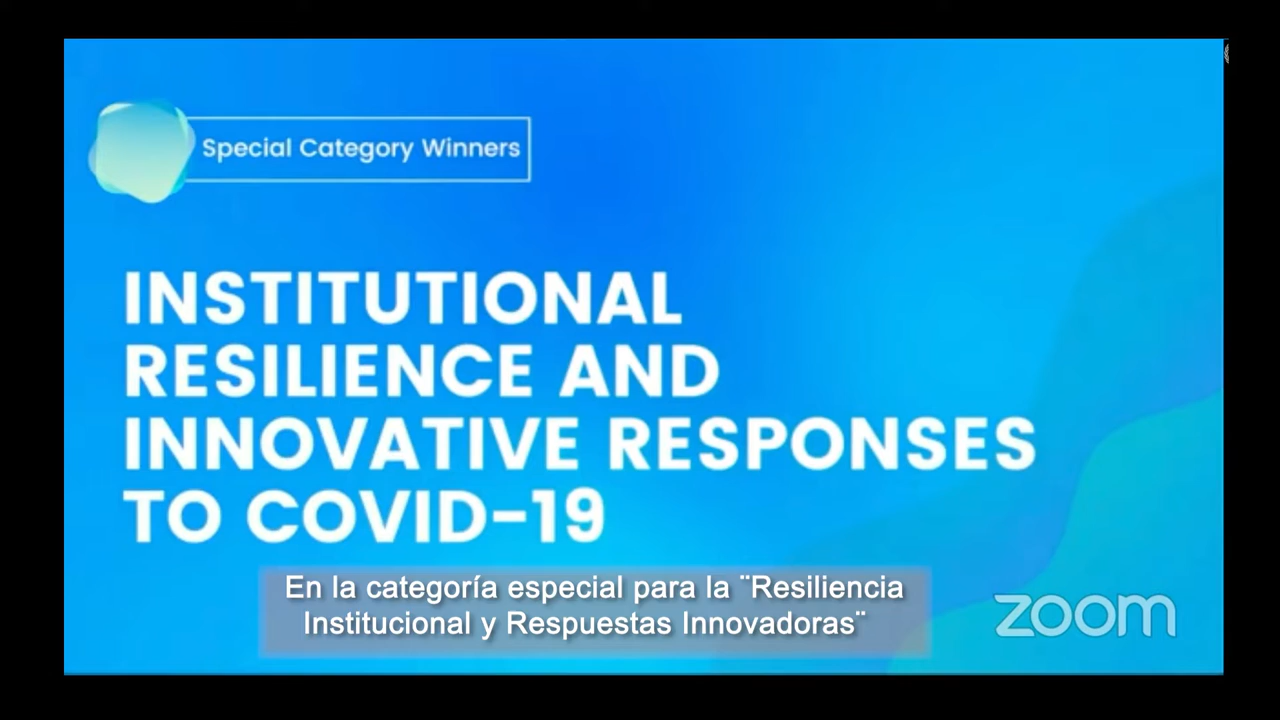 Special Category Winners
INSTITUTIONAL
RESILIENCE AND
INNOVATIVE RESPONSES
TO COVID-19
En la categoría especial para la ¨Resiliencia
Institucional y Respuestas Innovadoras¨
zoom